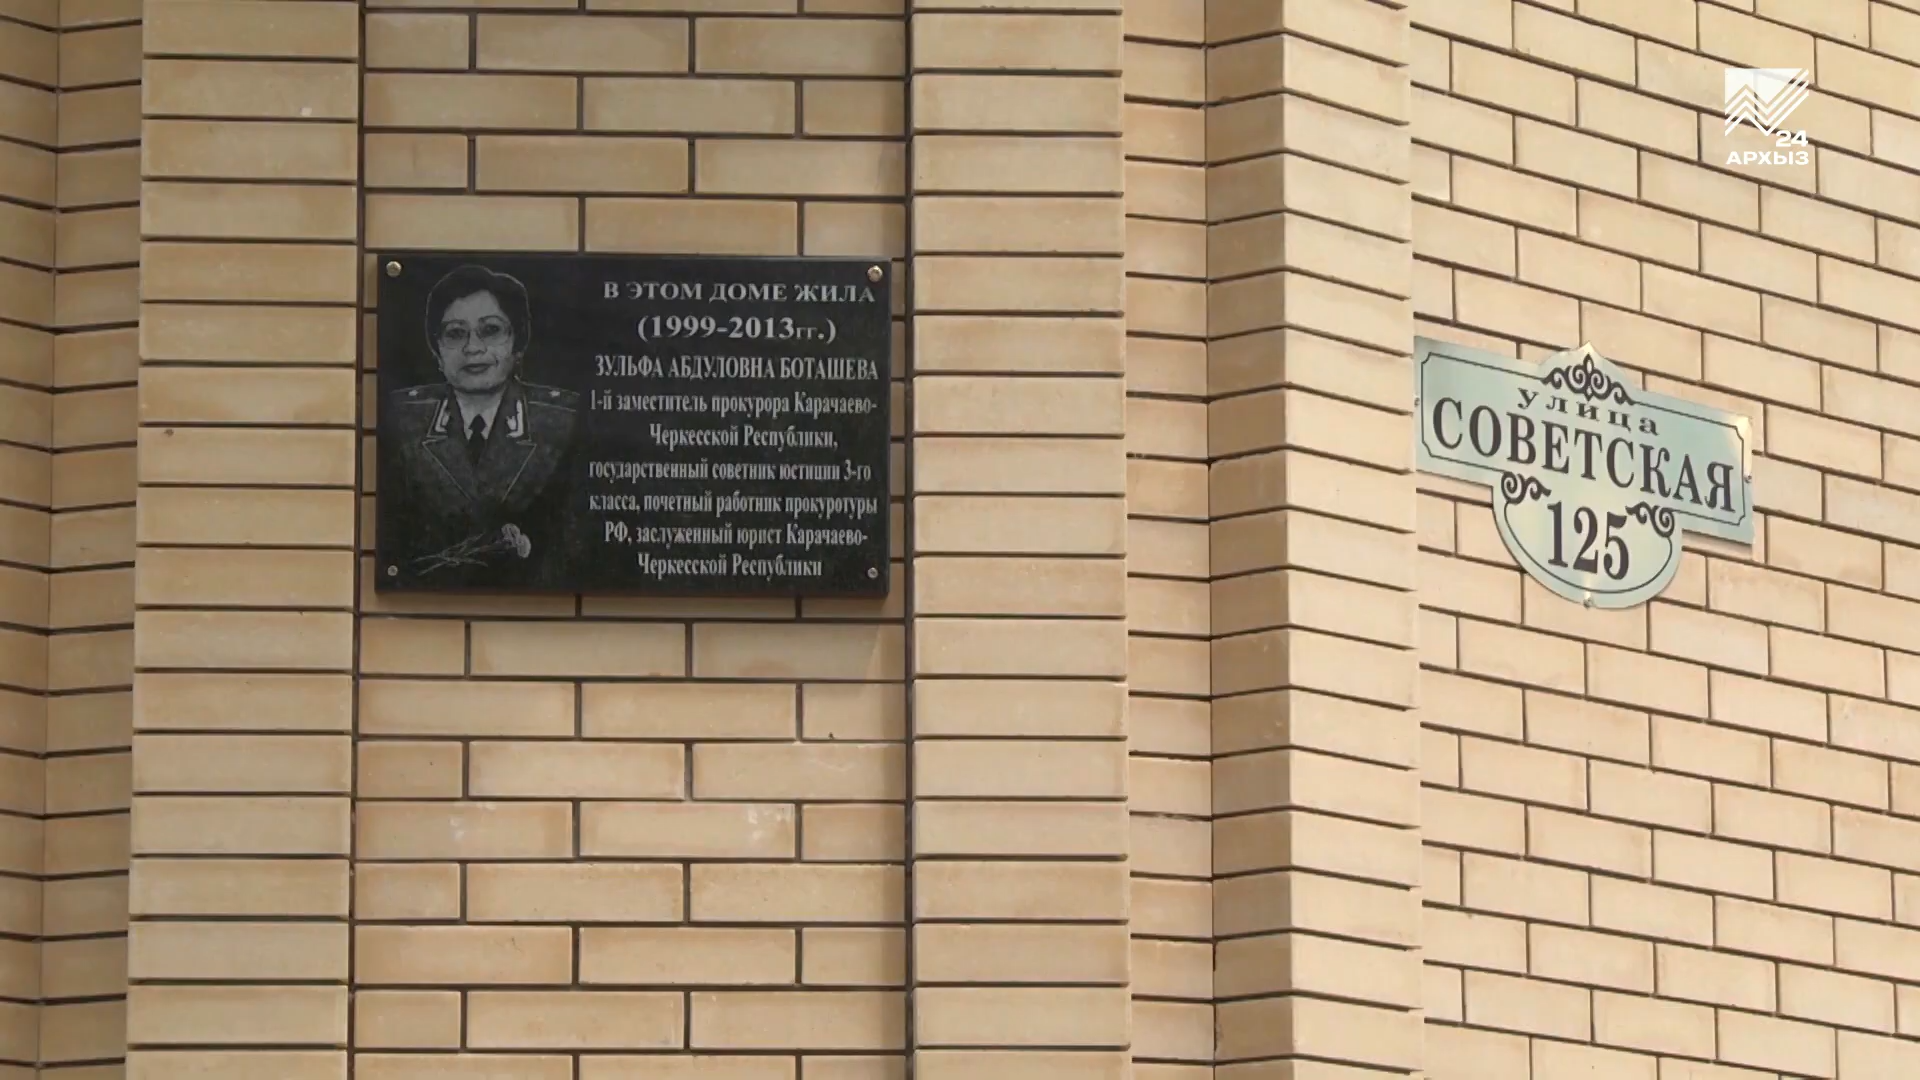 В ЭТОМ ДОМЕ ЖИЛА
(1999-2013гг.)
ЗУЛЬФА АБДУЛОВНА БОТАШЕВА
1-й заместитель прокурора Карачаево-
Черкесской Республики,
государственный советник юстиции 3-го
класса, почетный работник прокуротуры
РФ, заслуженный юрист Карачаево-
Черкесской Республики
улица
СОВЕТСКАЯ
125
24
АРХЫЗ